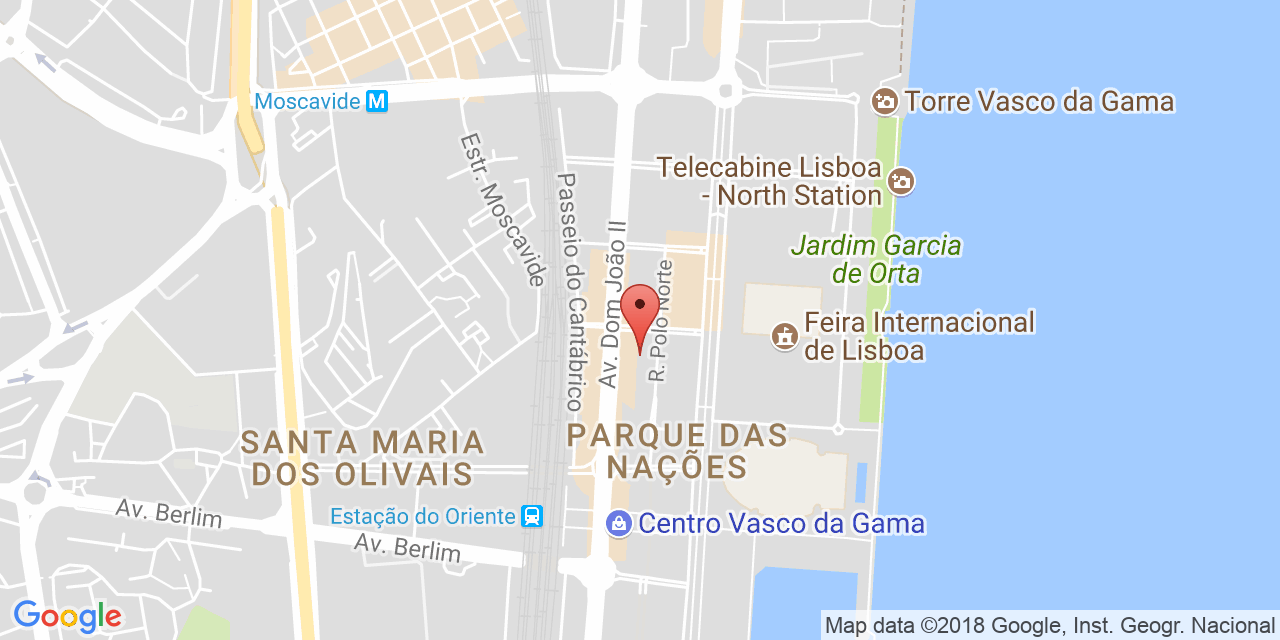 Moscavide M
Torre Vasco da Gama
Telecabine Lisboa
- North Station
Estr. Moscavide
Passeio do Cantábrico
Av. Dom João II
R. Polo Norte
Jardim Garcia
de Orta
Feira Internacional
de Lisboa
SANTA MARIA
DOS OLIVAIS
PARQUE DAS
NAÇÕES
Av. Berlim
Estação do Oriente
Centro Vasco da Gama
Av. Berlim
Google
Map data ©2018 Google, Inst. Geogr. Nacional